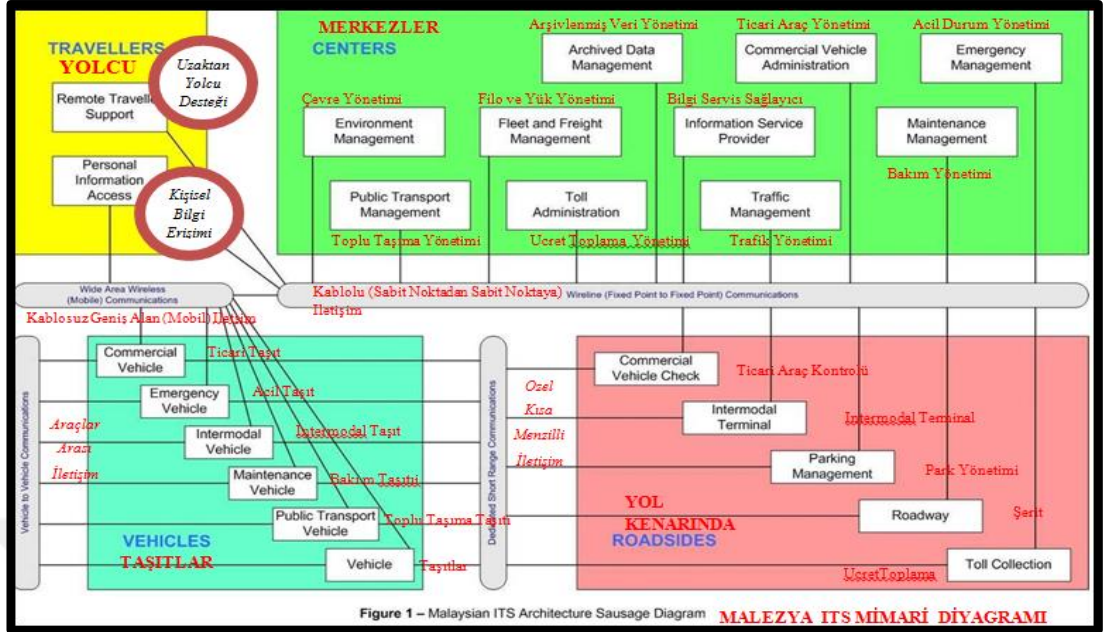 TRAVELLERS
YOLCU
Uzaktan
Yolcu
Desteği
Remote Traveller
Support
Personal
Information
Access
Kişisel
Bilgi
Erişimi
MERKEZLER
CENTERS
Arşivlenmiş Veri Yönetimi
Archived Data
Management
Ticari Araç Yönetimi
Commercial Vehicle
Administration
Acil Durum Yönetimi
Emergency
Management
Çevre Yönetimi
Environment
Management
Filo ve Yük Yönetimi
Fleet and Freight
Management
Bilgi Servis Sağlayıcı
Information Service
Provider
Maintenance
Management
Bakım Yönetimi
Public Transport
Management
Toplu Taşıma Yönetimi
Toll
Administration
Ucret Toplama Yönetimi
Traffic
Management
Trafik Yönetimi
Wide Area Wireless
(Mobile) Communications
Kablosuz Geniş Alan (Mobil) İletşim
Kablolu (Sabit Noktadan Sabit Noktaya)
İletişim
Wireline (Fixed Point to Fixed Point) Communications
Vehicle to Vehicle Communications
Araçlar
Arası
İletişim
Commercial
Vehicle
Ticari Taşıt
Emergency
Vehicle
Acil Taşıt
Intermodal
Vehicle
Intermodal Taşıt
Maintenance
Vehicle
Bakım Taşıtıı
Public Transport
Vehicle
Toplu Taşıma Taşıtı
Vehicle
Taşıtlar
VEHICLES
TAŞITLAR
Dedicated Short Range Communications
Ozel
Kısa
Menzilli
İletişim
Commercial
Vehicle Check
Ticari Araç Kontrolü
Intermodal
Terminal
Intermodal Terminal
Parking
Management
Park Yönetimi
Roadway
Şerit
Toll Collection
UcretToplama
YOL
KENARINDA
ROADSIDES
Figure 1 – Malaysian ITS Architecture Sausage Diagram
MALEZYA ITS MİMARİ DİYAGRAMI